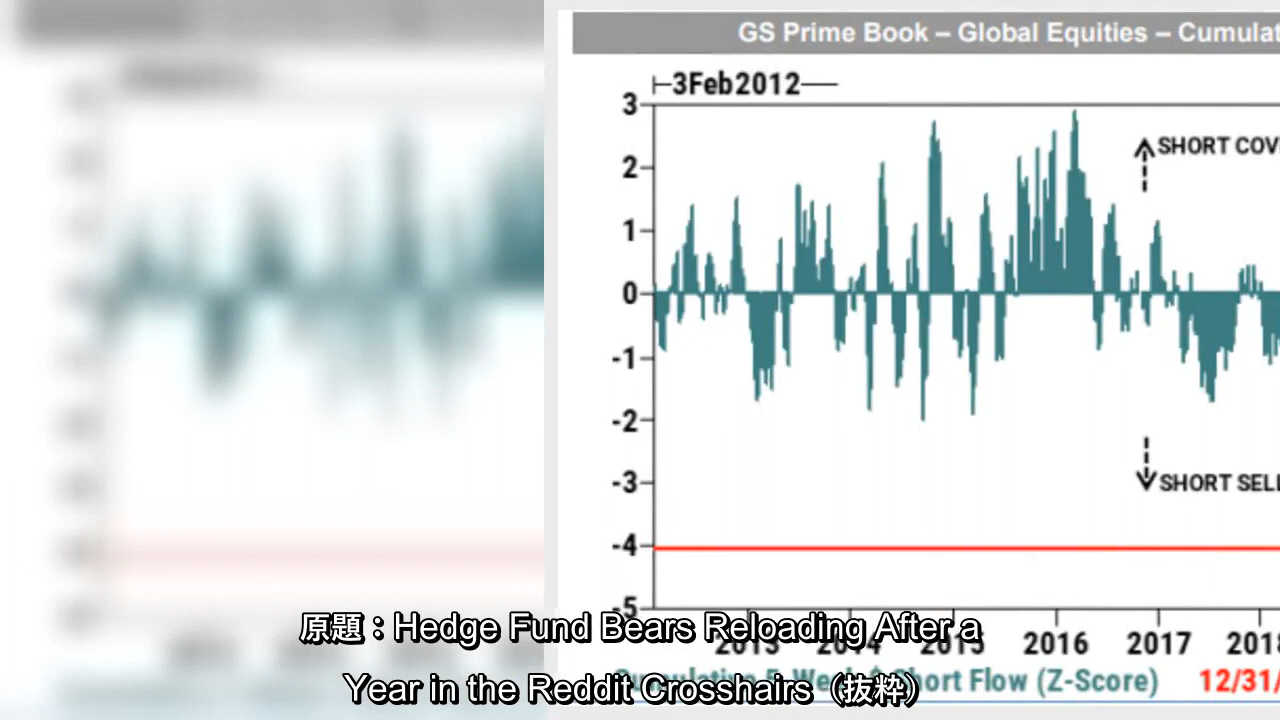 GS Prime Book – Global Equities – Cumulat
3Feb2012
3
2
1
0
-1
-2
-3
-4
-5
SHORT COV
SHORT SELL
2013 2014 2015 2016 2017 2018
Cumulative 5-Week $ Short Flow (Z-Score) 12/31/
原題：Hedge Fund Bears Reloading After a
Year in the Reddit Crosshairs（抜粋）